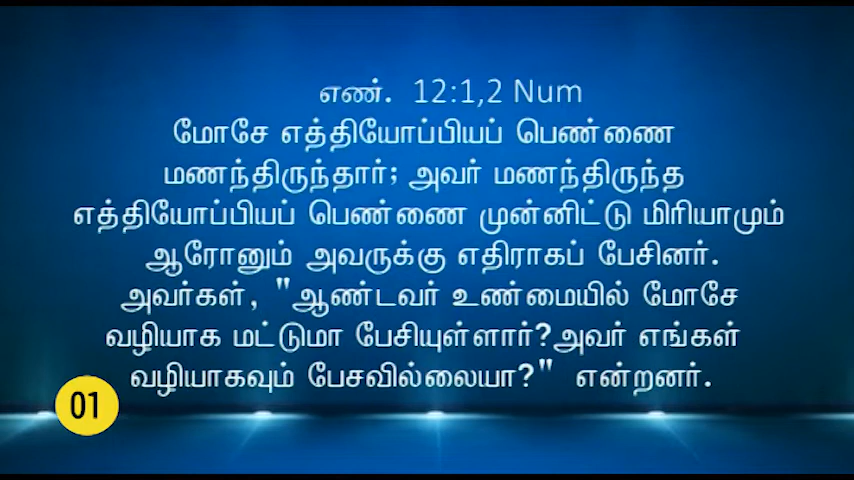 எண். 12:1,2 Num
மோசே எத்தியோப்பியப் பெண்ணை
மணந்திருந்தார்; அவர் மணந்திருந்த
எத்தியோப்பியப் பெண்ணை முன்னிட்டு மிரியாமும்
ஆரோனும் அவருக்கு எதிராகப் பேசினர்.
அவர்கள், "ஆண்டவர் உண்மையில் மோசே
வழியாக மட்டுமா பேசியுள்ளார்?அவர் எங்கள்
வழியாகவும் பேசவில்லையா?" என்றனர்.
01